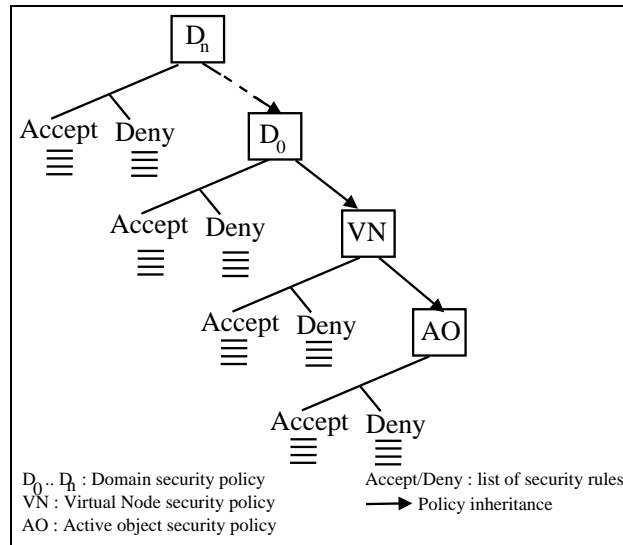 Dn
Accept Deny
D0
Accept Deny
VN
Accept Deny
AO
Accept Deny
D0 .. Dn : Domain security policy
VN : Virtual Node security policy
AO : Active object security policy
Accept/Deny : list of security rules
Policy inheritance